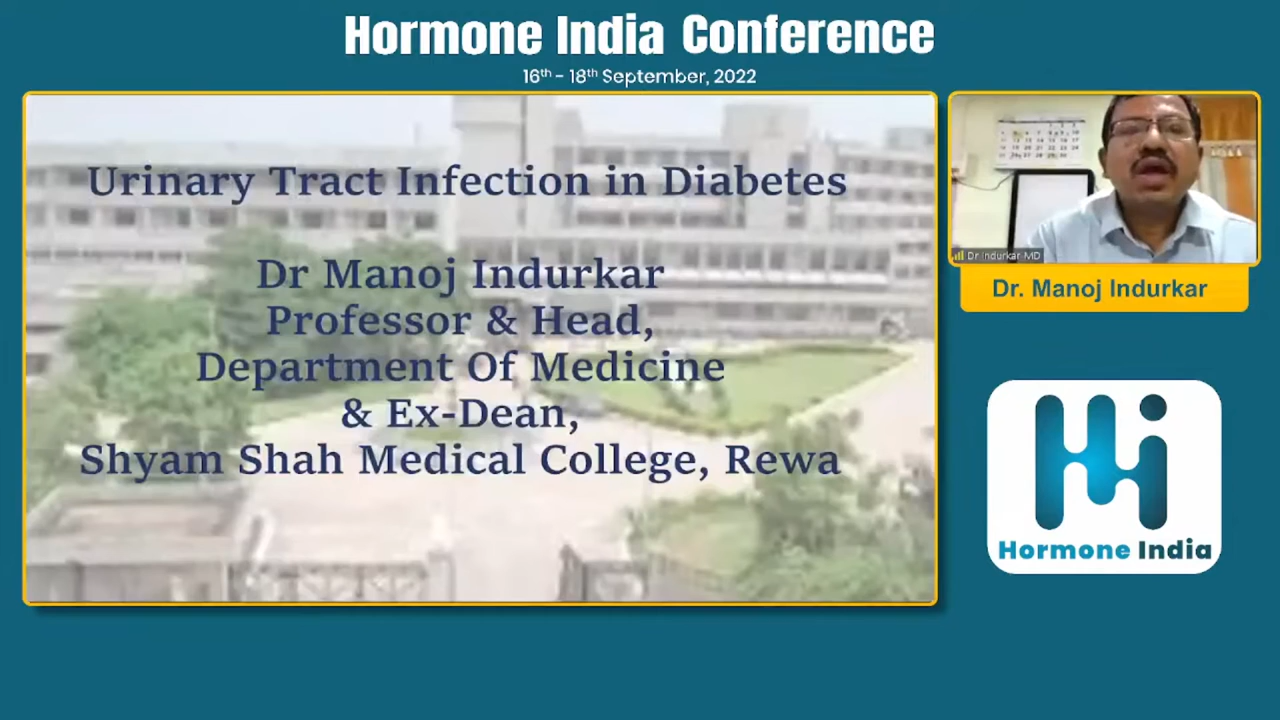 Hormone India Conference
16th - 18th September, 2022
Urinary Tract Infection in Diabetes
Dr Manoj Indurkar
Professor & Head,
Department Of Medicine
& Ex-Dean,
Shyam Shah Medical College, Rewa
Dr Indurkar-MD
Dr. Manoj Indurkar
Hi
Hormone India